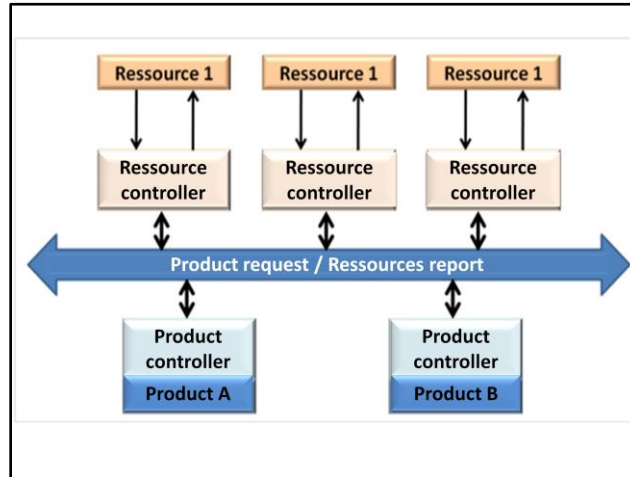 Ressource 1
Ressource 1
Ressource 1
Ressource
controller
Ressource
controller
Ressource
controller
Product request / Ressources report
Product
controller
Product A
Product
controller
Product B